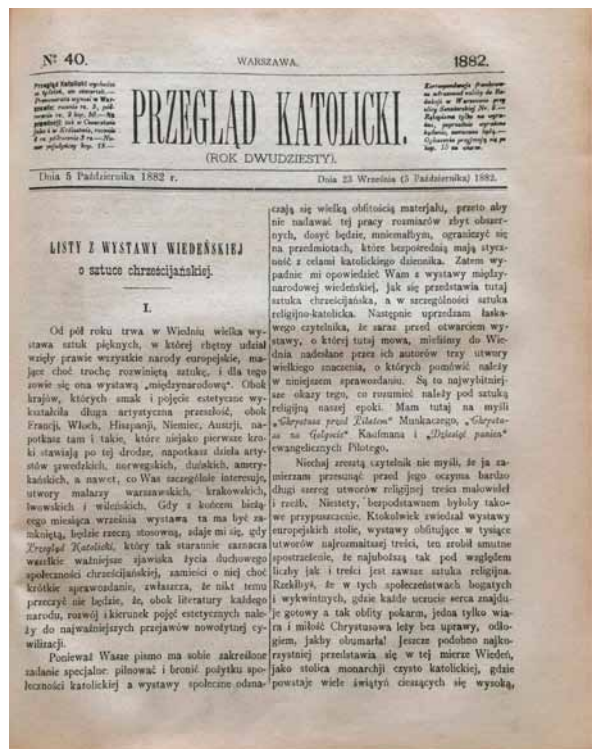 № 40.
WARSZAWA.
1882.
PRZEGLĄD KATOLICKI.
(ROK DWUDZIESTY).
Dnia 5 Października 1882 r.
Dnia 23 Września (5 Października) 1882.
LISTY Z WYSTAWY WIEDEŃSKIEJ
o sztuce chrześcijańskiej.
I.
Od pół roku trwa w Wiedniu wielka wy-
stawa sztuk pięknych, w której chętny udział
wzięły prawie wszystkie narody europejskie, ma-
jące choć trochę rozwiniętą sztukę, i dla tego
zowie się ona wystawą „międzynarodową“. Obok
krajów, których smak i pojęcie estetyczne wy-
kształciła długa artystyczna przeszłość, obok
Francji, Włoch, Hiszpanji, Niemiec, Austrji, na-
potkasz tam i takie, które niejako pierwsze kro-
ki stawiają po tej drodze, napotkasz dzieła arty-
stów szwedzkich, norwegskich, duńskich, amery-
kańskich, a nawet, co Was szczególnie interesuje,
utwory malarzy warszawskich, krakowskich,
lwowskich i wileńskich. Gdy z końcem bieżą-
cego miesiąca września wystawa ta ma być za-
mkniętą, będzie rzeczą stosowną, zdaje mi się, gdy
Przegląd Katolicki, który tak starannie zaznacza
wszelkie ważniejsze zjawiska życia duchowego
społeczności chrześcijańskiej, zamieści o niej choć
krótkie sprawozdanie, zwłaszcza, że nikt temu
przeczyć nie będzie, że, obok literatury każdego
narodu, rozwój i kierunek pojęć estetycznych nale-
ży do najważniejszych przejawów nowożytnej cy-
wilizacji.
Ponieważ Wasze pismo ma sobie zakreślone
zadanie specjalne: pilnować i bronić pożytku spo-
łeczności katolickiej a wystawy społeczne odzna-
czają się wielką obfitością materjału, przeto aby
nie nadawać tej pracy rozmiarów zbyt obszer-
nych, dosyć będzie, mniemałbym, ograniczyć się
na przedmiotach, które bezpośrednią mają stycz-
ność z celami katolickiego dziennika. Zatem wy-
padnie mi opowiedzieć Wam z wystawy między-
narodowej wiedeńskiej, jak się przedstawia tutaj
sztuka chrześcijańska, a w szczególności sztuka
religijno-katolicka. Następnie uprzedzam łaska-
wego czytelnika, że zaraz przed otwarciem wy-
stawy, o której tutaj mowa, mieliśmy do Wie-
dnia nadesłane przez ich autorów trzy utwory
wielkiego znaczenia, o których pomówić należy
w niniejszem sprawozdaniu. Są to najwybitniej-
sze okazy tego, co rozumieć należy pod sztuką
religijną naszej epoki. Mam tutaj na myśli
„Chrystusa przed Piłatem“ Munkaczego, „Chrystu-
sa na Golgocie“ Kaufmana i „Dziesięć panien“
ewangelicznych Pilotego.
Niechaj zresztą czytelnik nie myśli, że ja za-
mierzam przesunąć przed jego oczyma bardzo
długi szereg utworów religijnej treści malowideł
i rzeźb. Niestety, bezpodstawnem byłoby tako-
we przypuszczenie. Ktokolwiek zwiedzał wystawy
europejskich stolic, wystawy obfitujące w tysiące
utworów najrozmaitszej treści, ten zrobił smutne
spostrzeżenie, że najuboższą tak pod względem
liczby jak i treści jest zawsze sztuka religijna.
Rzekłbyś, że w tych społeczeństwach bogatych
i wykwintnych, gdzie każde uczucie serca znajdu-
je gotowy a tak obfity pokarm, jedna tylko wia-
ra i miłość Chrystusowa leży bez uprawy, odło-
giem, jakby obumarła! Jeszcze podobno najko-
rzystniej przedstawia się w tej mierze Wiedeń,
jako stolica monarchji czysto katolickiej, gdzie
powstaje wiele świątyń cieszących się wysoką,